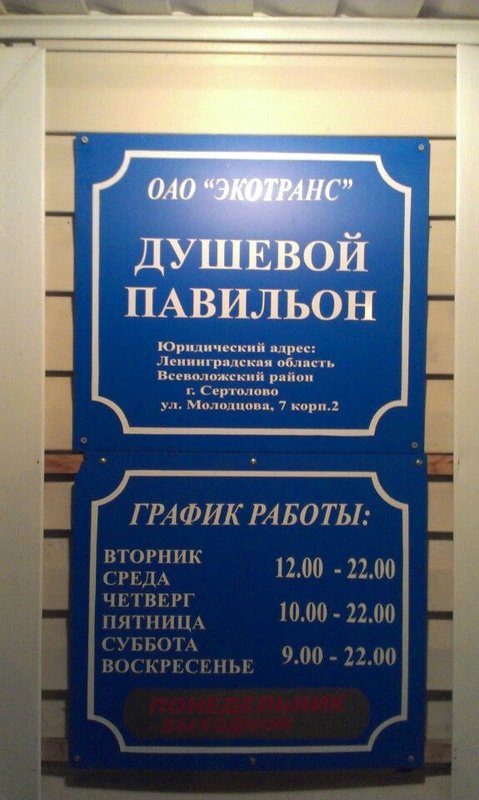 ОАО “ЭКОТРАНС”
ДУШЕВОЙ
ПАВИЛЬОН
Юридический адрес:
Ленинградская область
Всеволожский район
г. Сертолово
ул. Молодцова, 7 корп.2
ГРАФИК РАБОТЫ:
ВТОРНИК
СРЕДА
12.00 - 22.00
ЧЕТВЕРГ
ПЯТНИЦА
10.00 - 22.00
СУББОТА
ВОСКРЕСЕНЬЕ
9.00 - 22.00
ПОНЕДЕЛЬНИК
ВЫХОДНОЙ